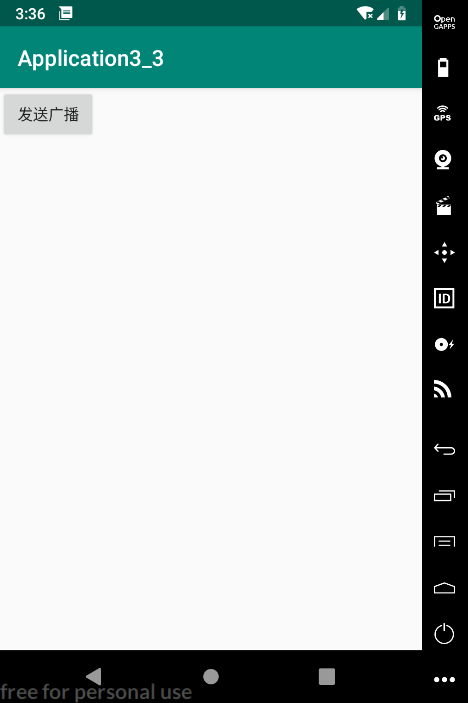 3:36
Open
GAPPS
Application3_3
发送广播
GPS
ID
free for personal use